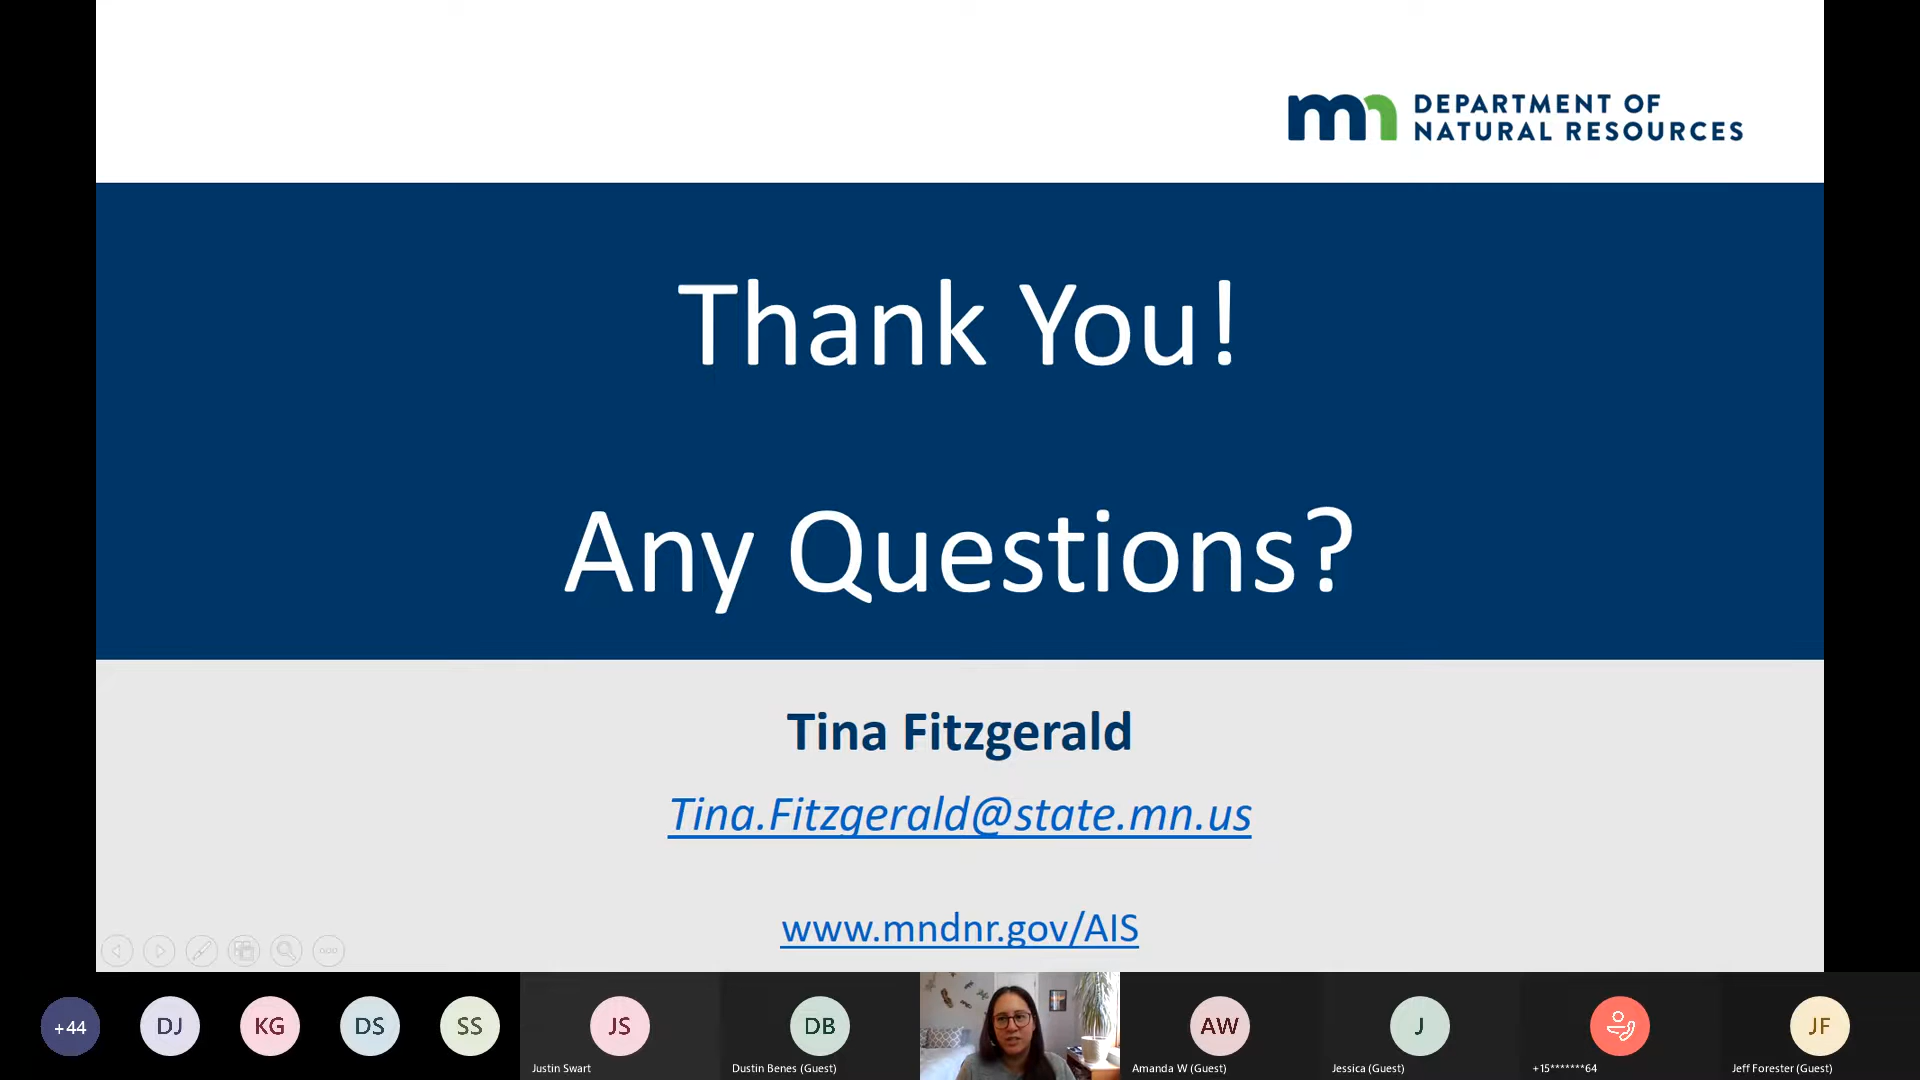 mn DEPARTMENT OF
NATURAL RESOURCES
Thank You!
Any Questions?
Tina Fitzgerald
Tina.Fitzgerald@state.mn.us
www.mndnr.gov/AIS
+44
DJ
KG
DS
SS
JS
DB
AW
J
JF
Justin Swart
Dustin Benes (Guest)
Amanda W (Guest)
Jessica (Guest)
+15*******64
Jeff Forester (Guest)